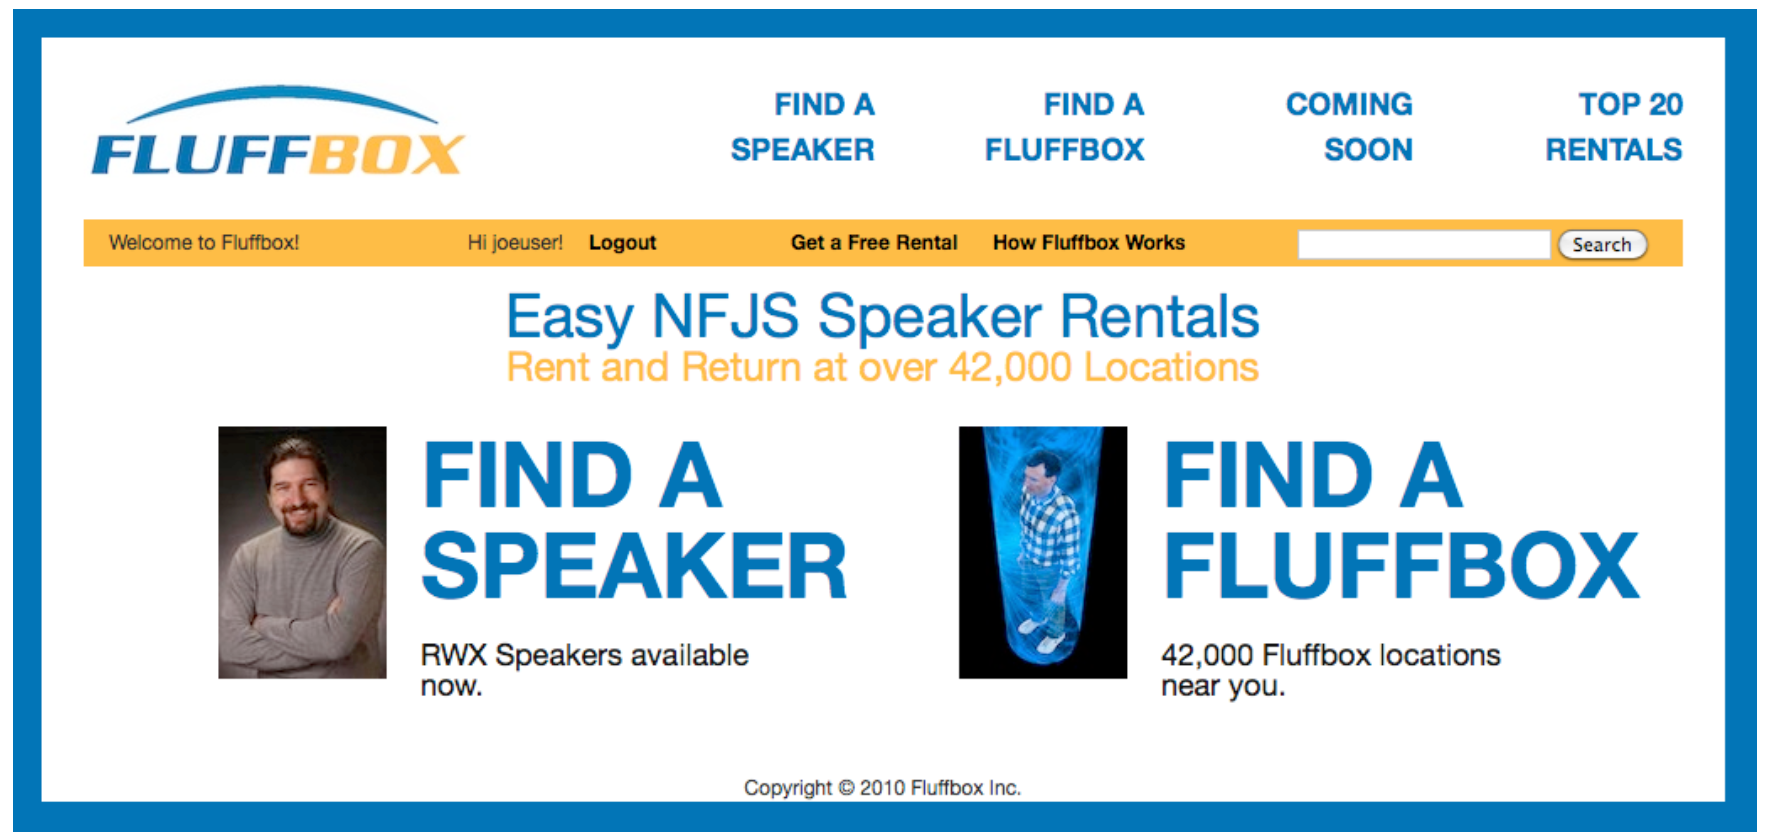 FLUFFBOX
FIND A
SPEAKER
FIND A
FLUFFBOX
COMING
SOON
TOP 20
RENTALS
Welcome to Fluffbox! Hi joeuser! Logout Get a Free Rental How Fluffbox Works Search
Easy NFJS Speaker Rentals
Rent and Return at over 42,000 Locations
FIND A
SPEAKER
RWX Speakers available
now.
FIND A
FLUFFBOX
42,000 Fluffbox locations
near you.
Copyright © 2010 Fluffbox Inc.